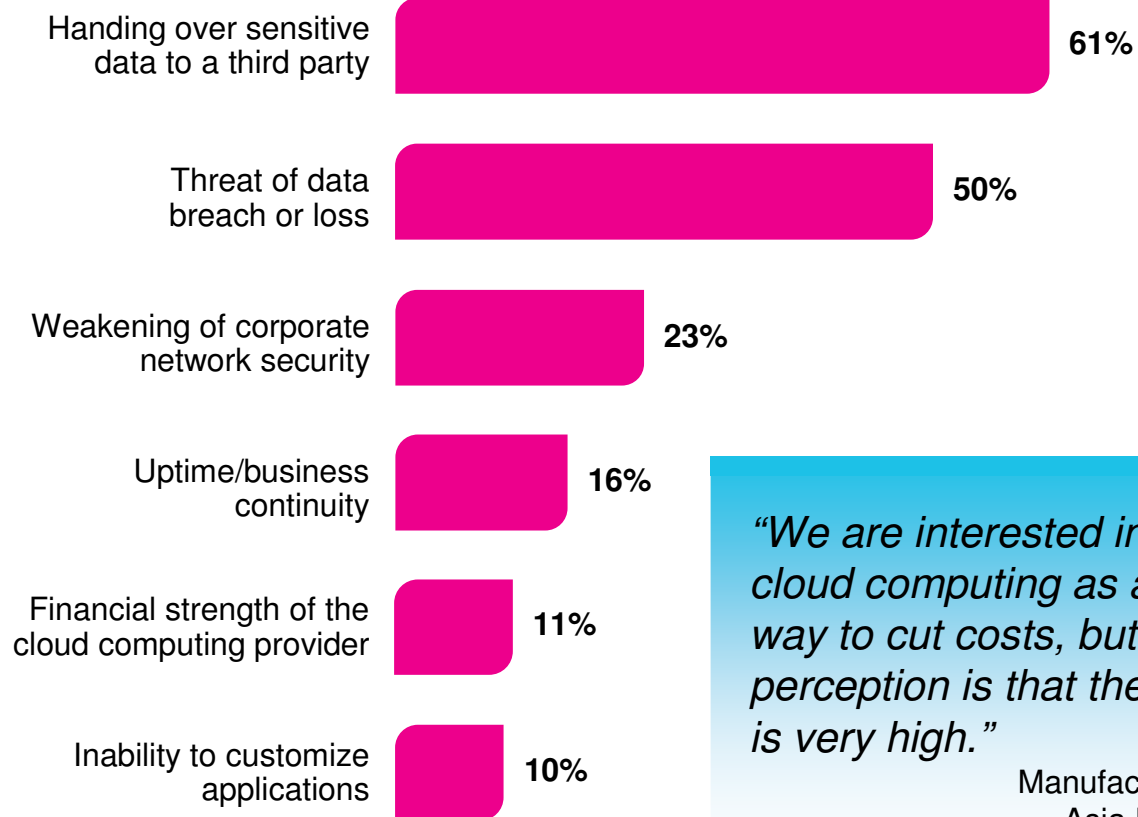 Handing over sensitive
data to a third party
61%
Threat of data
breach or loss
50%
Weakening of corporate
network security
23%
Uptime/business
continuity
16%
Financial strength of the
cloud computing provider
11%
Inability to customize
applications
10%
“We are interested in
cloud computing as a
way to cut costs, but
perception is that the
is very high.”